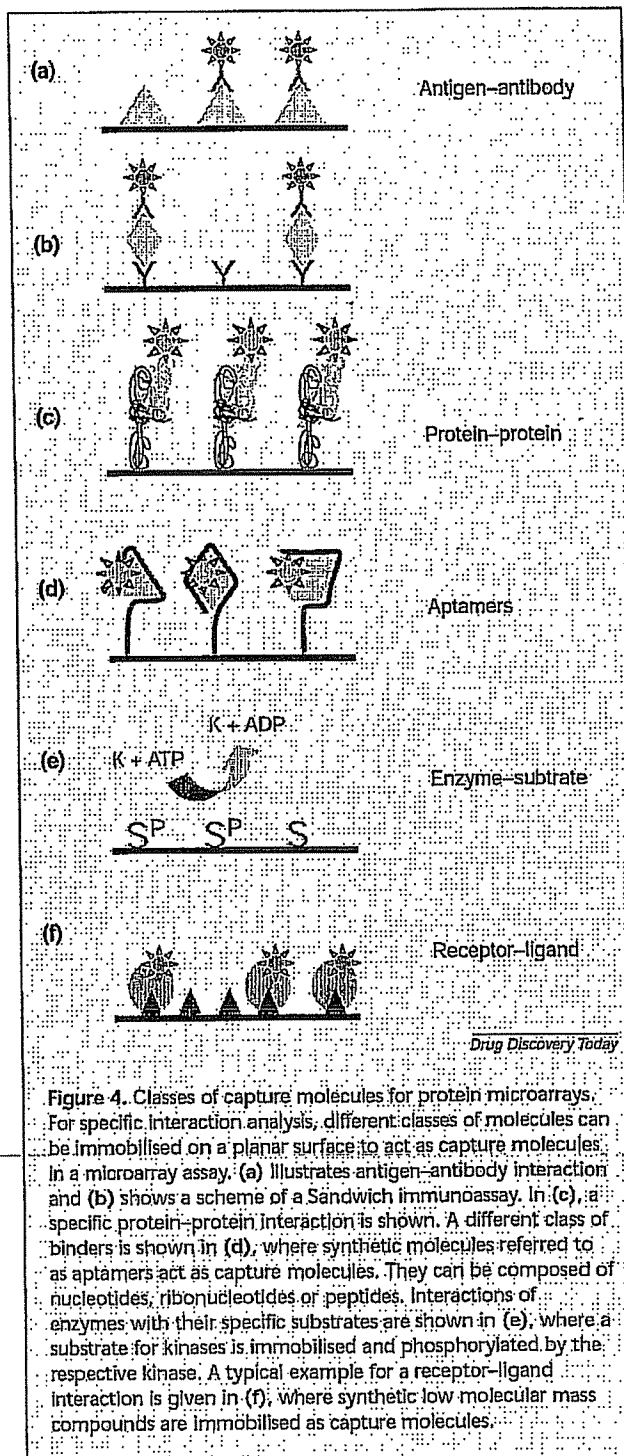 (a)
Antigen–antibody
(b)
(c)
Protein–protein
(d)
Aptamers
K + ADP
(e)
K + ATP
Enzyme–subtrate
S^P S^P S
(f)
Receptor–ligand
Drug Discovery Today
Figure 4. Classes of capture molecules for protein microarrays.
For specific interaction analysis, different classes of molecules can
be immobilised on a planar surface to act as capture molecules
in a microarray assay. (a) Illustrates antigen–antibody interaction
and (b) shows a scheme of a Sandwich immunoassay. In (c), a
specific protein–protein interaction is shown. A different class of
binders is shown in (d), where synthetic molecules referred to
as aptamers act as capture molecules. They can be composed of
nucleotides, ribonucleotides or peptides. Interactions of
enzymes with their specific substrates are shown in (e), where a
substrate for kinases is immobilised and phosphorylated by the
respective kinase. A typical example for a receptor–ligand
interaction is given in (f), where synthetic low molecular mass
compounds are immobilised as capture molecules.